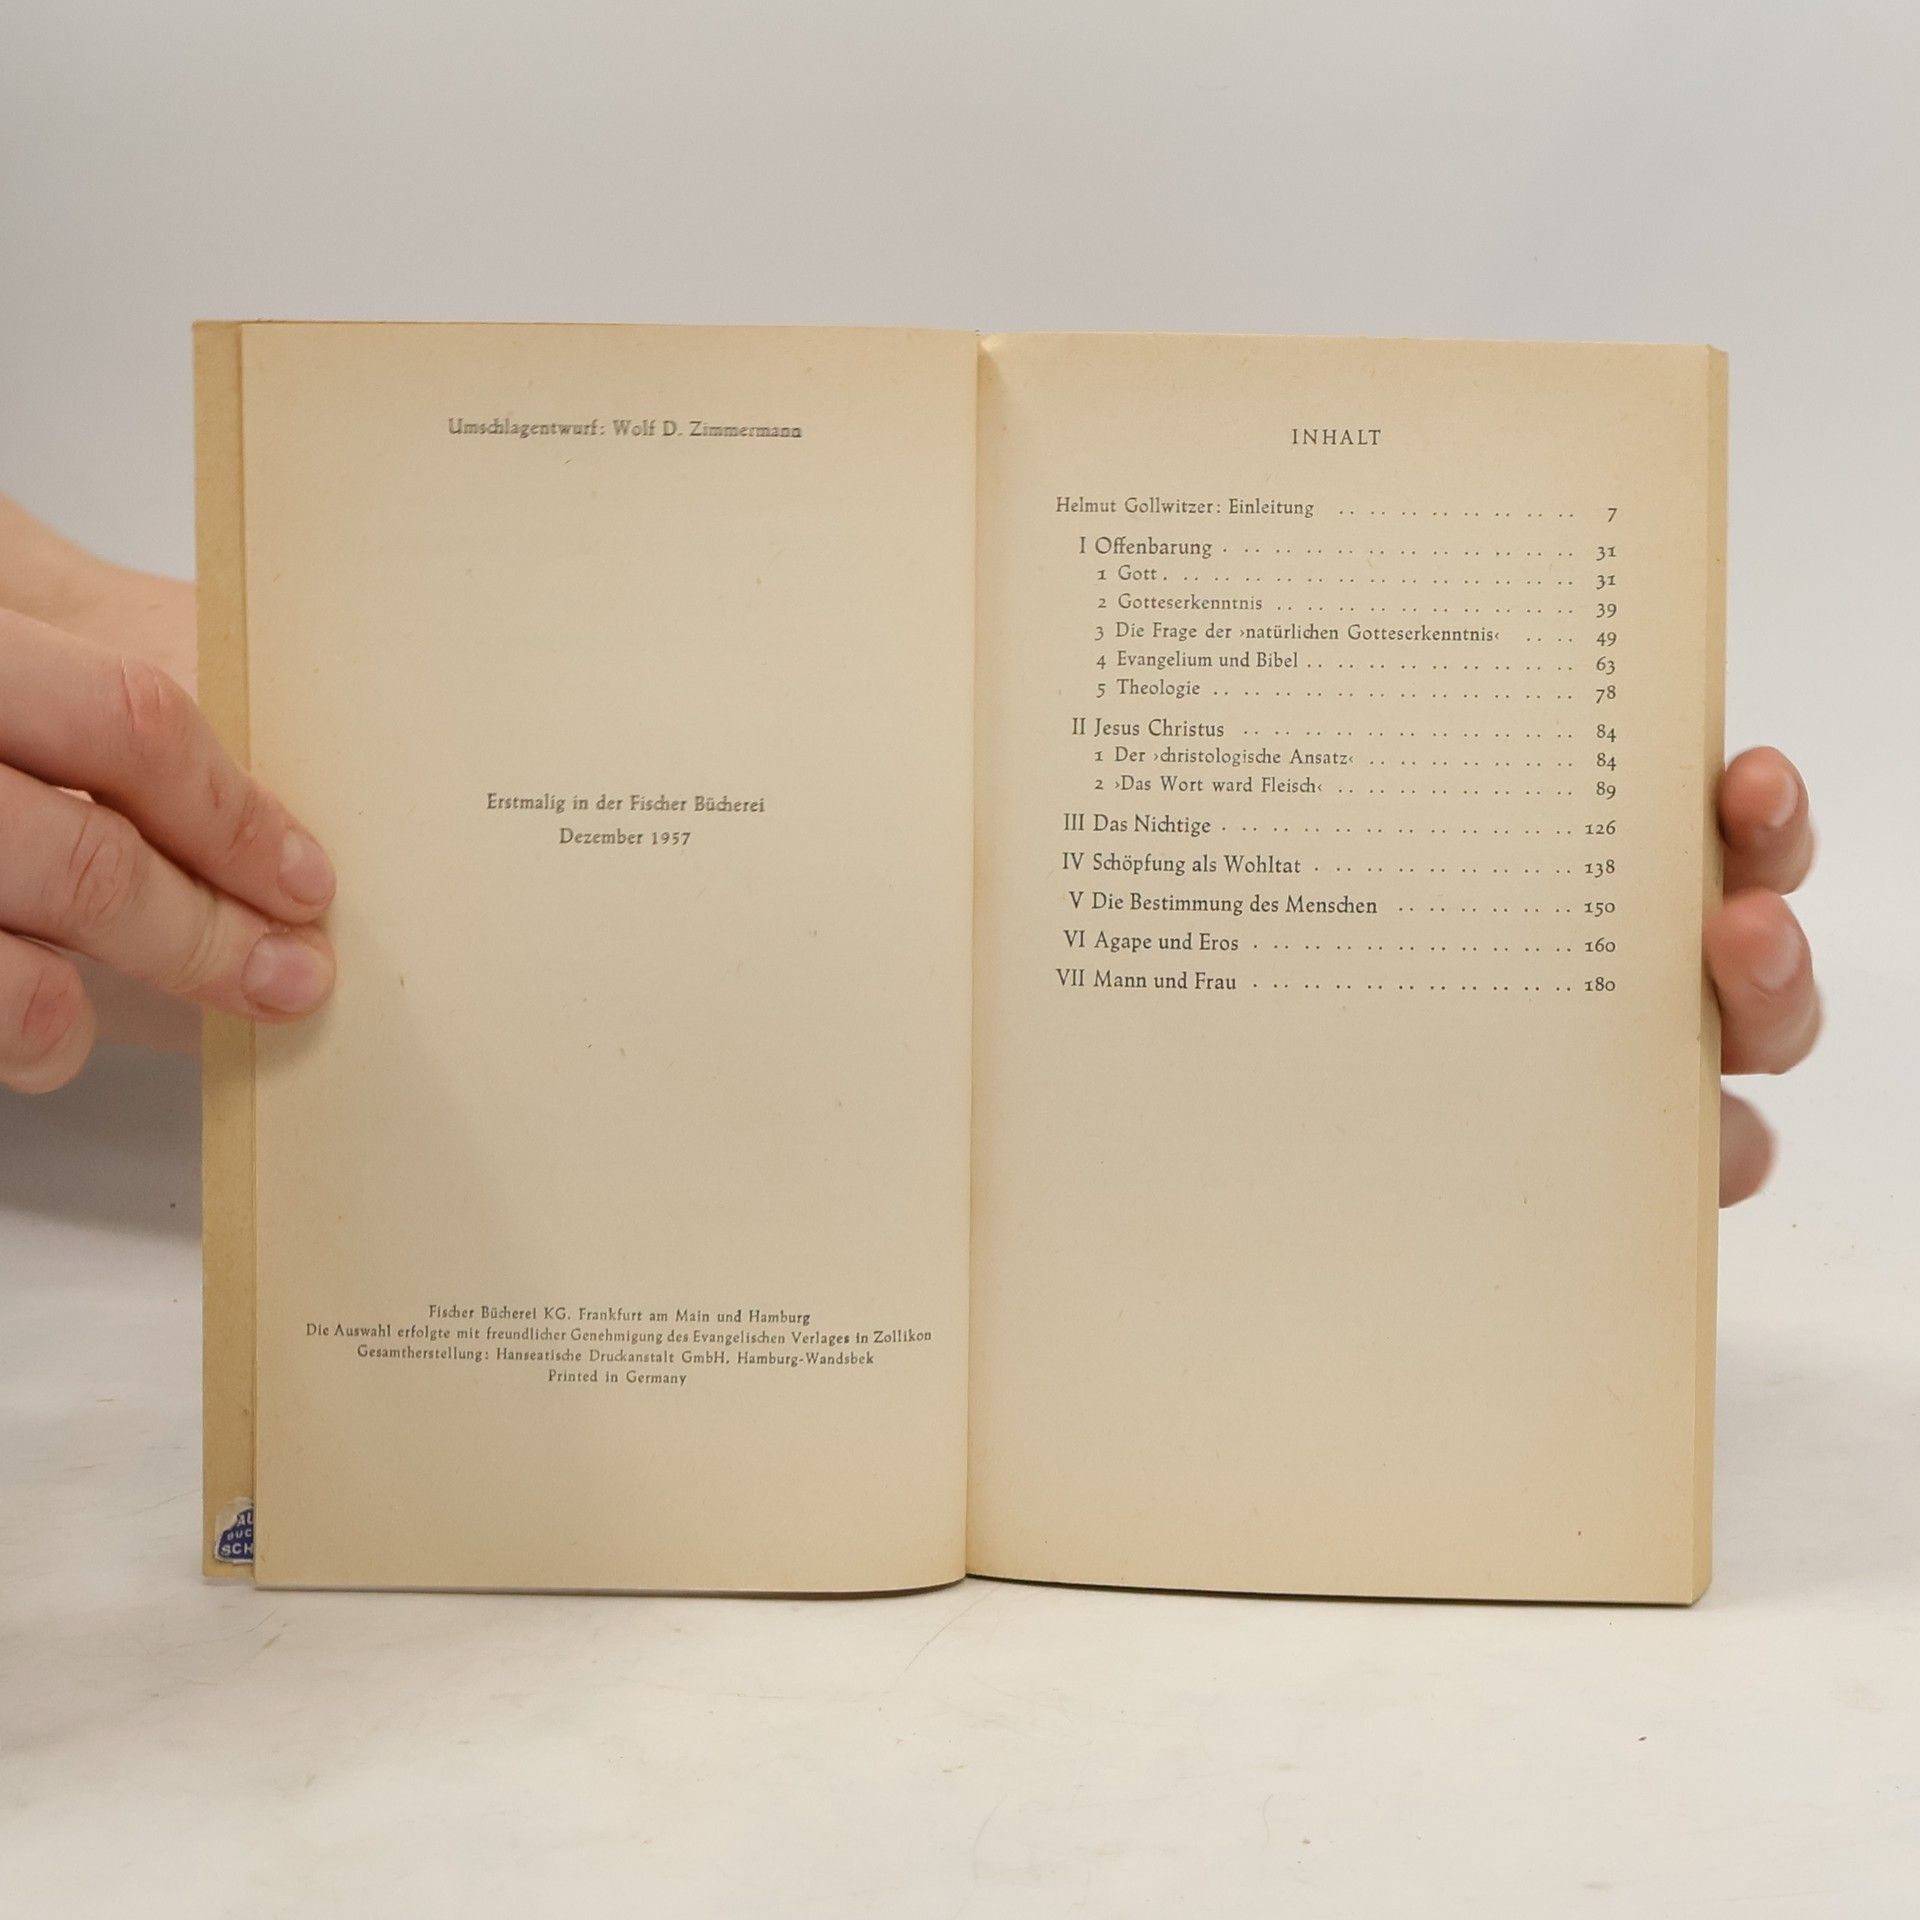 Umschlagentwurf: Wolf D. Zimmermann
Erstmalig in der Fischer Bücherei
Dezember 1957
Fischer Bücherei KG. Frankfurt am Main und Hamburg
Die Auswahl erfolgte mit freundlicher Genehmigung des Evangelischen Verlages in Zollikon
Gesamtherstellung: Hanseatische Druckanstalt GmbH. Hamburg-Wandsbek
Printed in Germany
INHALT
Helmut Gollwitzer: Einleitung . . . . . . . . . . . . . . . 7
I Offenbarung . . . . . . . . . . . . . . . . . . . . . 31
1 Gott . . . . . . . . . . . . . . . . . . . . . . . . 31
2 Gotteserkenntnis . . . . . . . . . . . . . . . . . . 39
3 Die Frage der ›natürlichen Gotteserkenntnis‹ . . . . 49
4 Evangelium und Bibel . . . . . . . . . . . . . . . . 63
5 Theologie . . . . . . . . . . . . . . . . . . . . . . 78
II Jesus Christus . . . . . . . . . . . . . . . . . . . . 84
1 Der ›christologische Ansatz‹ . . . . . . . . . . . . 84
2 ›Das Wort ward Fleisch‹ . . . . . . . . . . . . . . . 89
III Das Nichtige . . . . . . . . . . . . . . . . . . . . 126
IV Schöpfung als Wohltat . . . . . . . . . . . . . . . 138
V Die Bestimmung des Menschen . . . . . . . . . . . 150
VI Agape und Eros . . . . . . . . . . . . . . . . . . . 160
VII Mann und Frau . . . . . . . . . . . . . . . . . . . 180